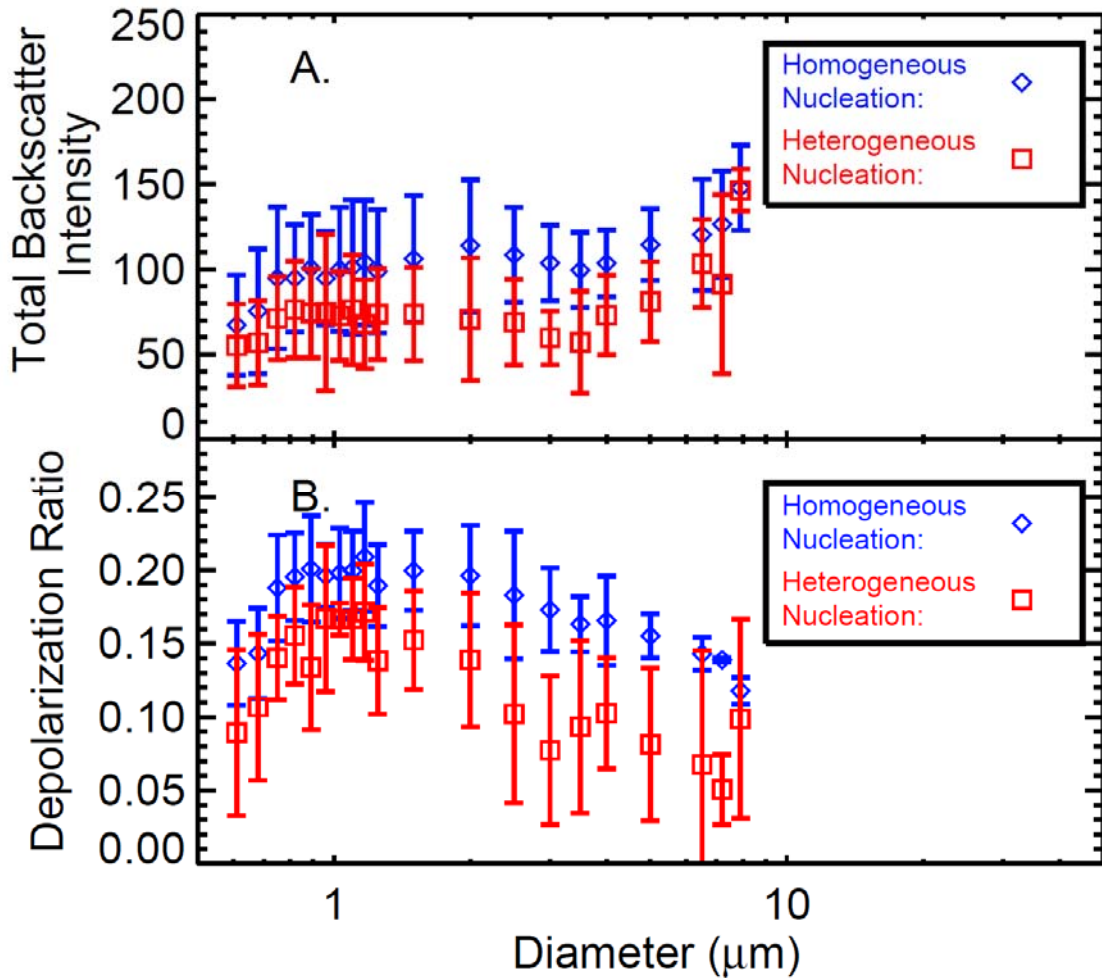 Total Backscatter
Intensity
250
200
150
100
50
0
A.
Homogeneous
Nucleation:
Heterogeneous
Nucleation:
Depolarization Ratio
0.25
0.20
0.15
0.10
0.05
0.00
B.
Homogeneous
Nucleation:
Heterogeneous
Nucleation:
1
10
Diameter (μm)